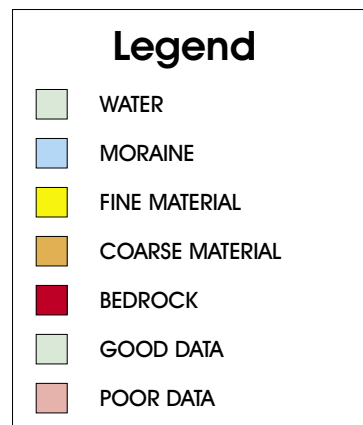 Legend
WATER
MORAINE
FINE MATERIAL
COARSE MATERIAL
BEDROCK
GOOD DATA
POOR DATA